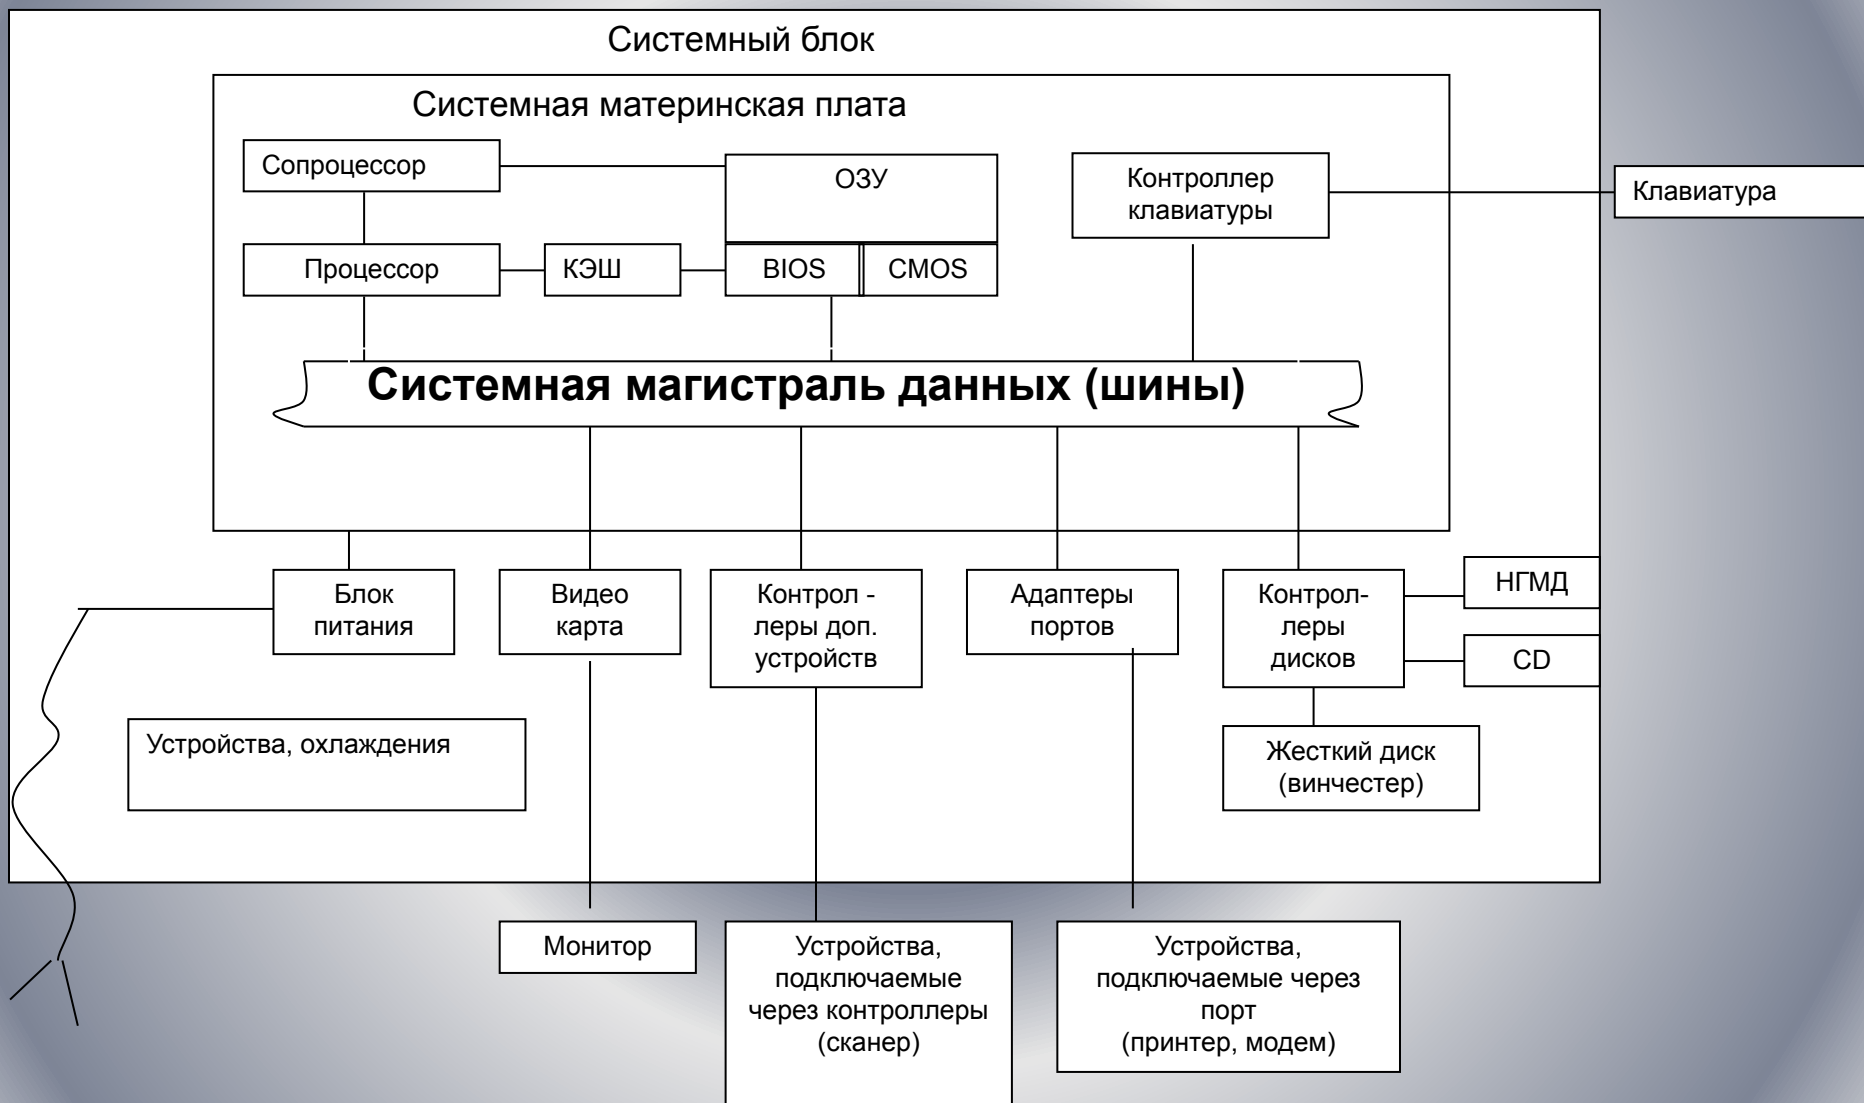 Системный блок
Системная материнская плата
Сопроцессор
ОЗУ
Контроллер
клавиатуры
Клавиатура
Процессор
КЭШ
BIOS
CMOS
Системная магистраль данных (шины)
Блок
питания
Видео
карта
Контрол -
леры доп.
устройств
Адаптеры
портов
Контрол-
леры
дисков
НГМД
CD
Устройства, охлаждения
Жесткий диск
(винчестер)
Монитор
Устройства,
подключаемые
через контроллеры
(сканер)
Устройства,
подключаемые через
порт
(принтер, модем)